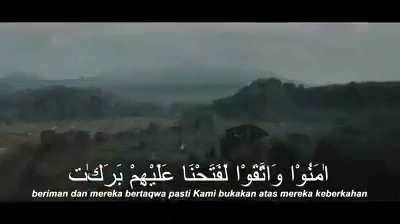 اٰمَنُوْا وَاتَّقَوْا لَفَتَحْنَا عَلَيْهِمْ بَرَكٰتٍ
beriman dan mereka bertaqwa pasti Kami bukakan atas mereka keberkahan